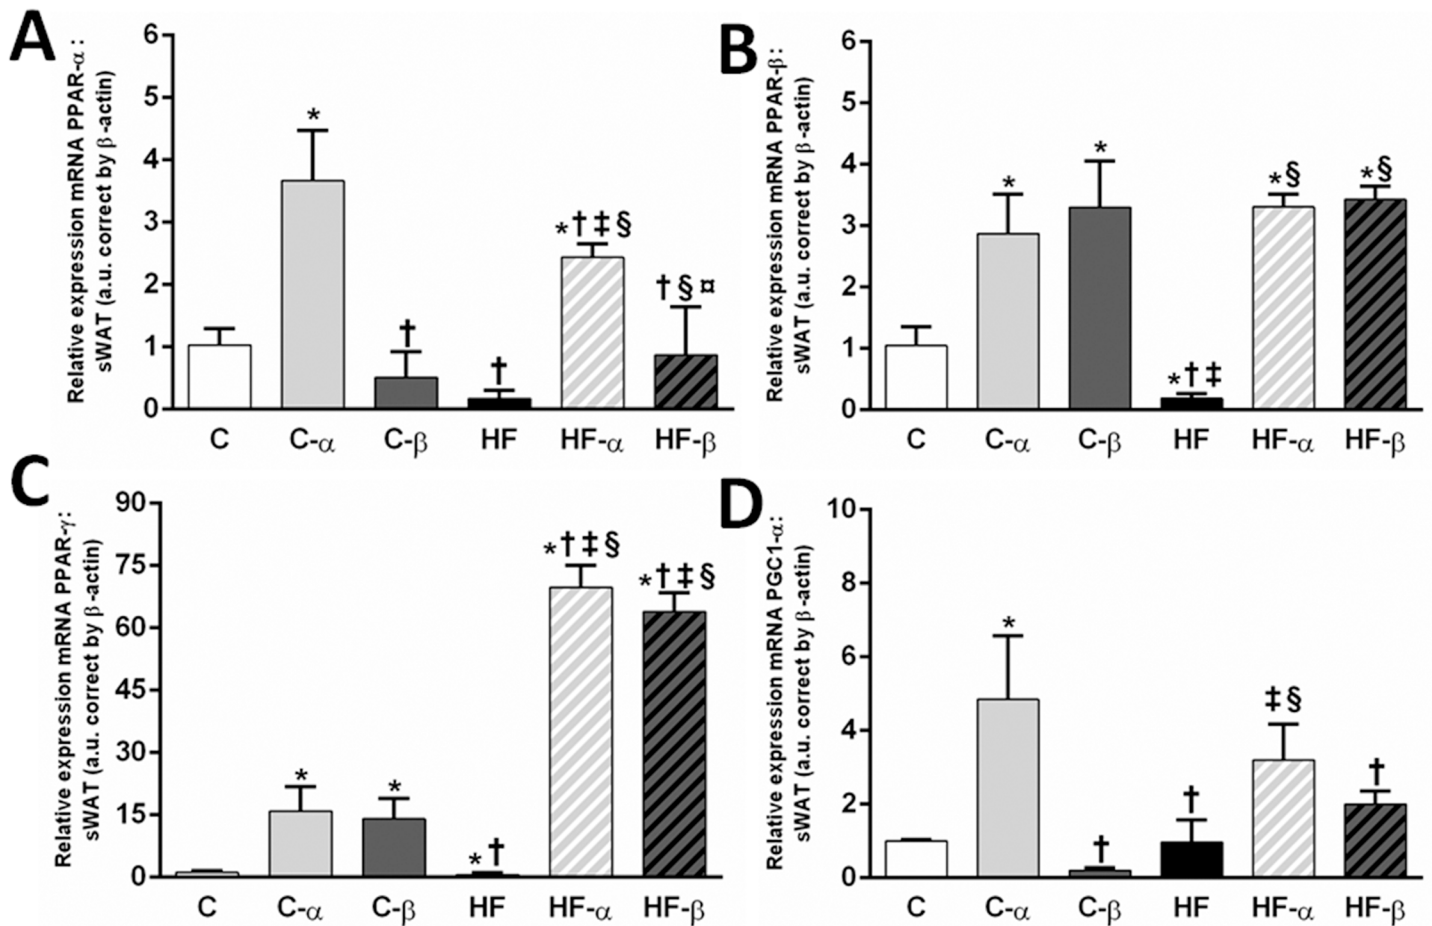 A
Relative expression mRNA PPAR-α:
sWAT (a.u. correct by β-actin)
6
5
4
3
2
1
0
*
†
†
*†‡§
†§¤
C C-α C-β HF HF-α HF-β
B
Relative expression mRNA PPAR-β:
sWAT (a.u. correct by β-actin)
6
5
4
3
2
1
0
*
*
*†‡
*§
*§
C C-α C-β HF HF-α HF-β
C
Relative expression mRNA PPAR-γ:
sWAT (a.u. correct by β-actin)
90
75
60
45
30
15
0
*
*
*†
*†‡§
*†‡§
C C-α C-β HF HF-α HF-β
D
Relative expression mRNA PGC1-α:
sWAT (a.u. correct by β-actin)
10
8
6
4
2
0
*
†
†
‡§
†
C C-α C-β HF HF-α HF-β